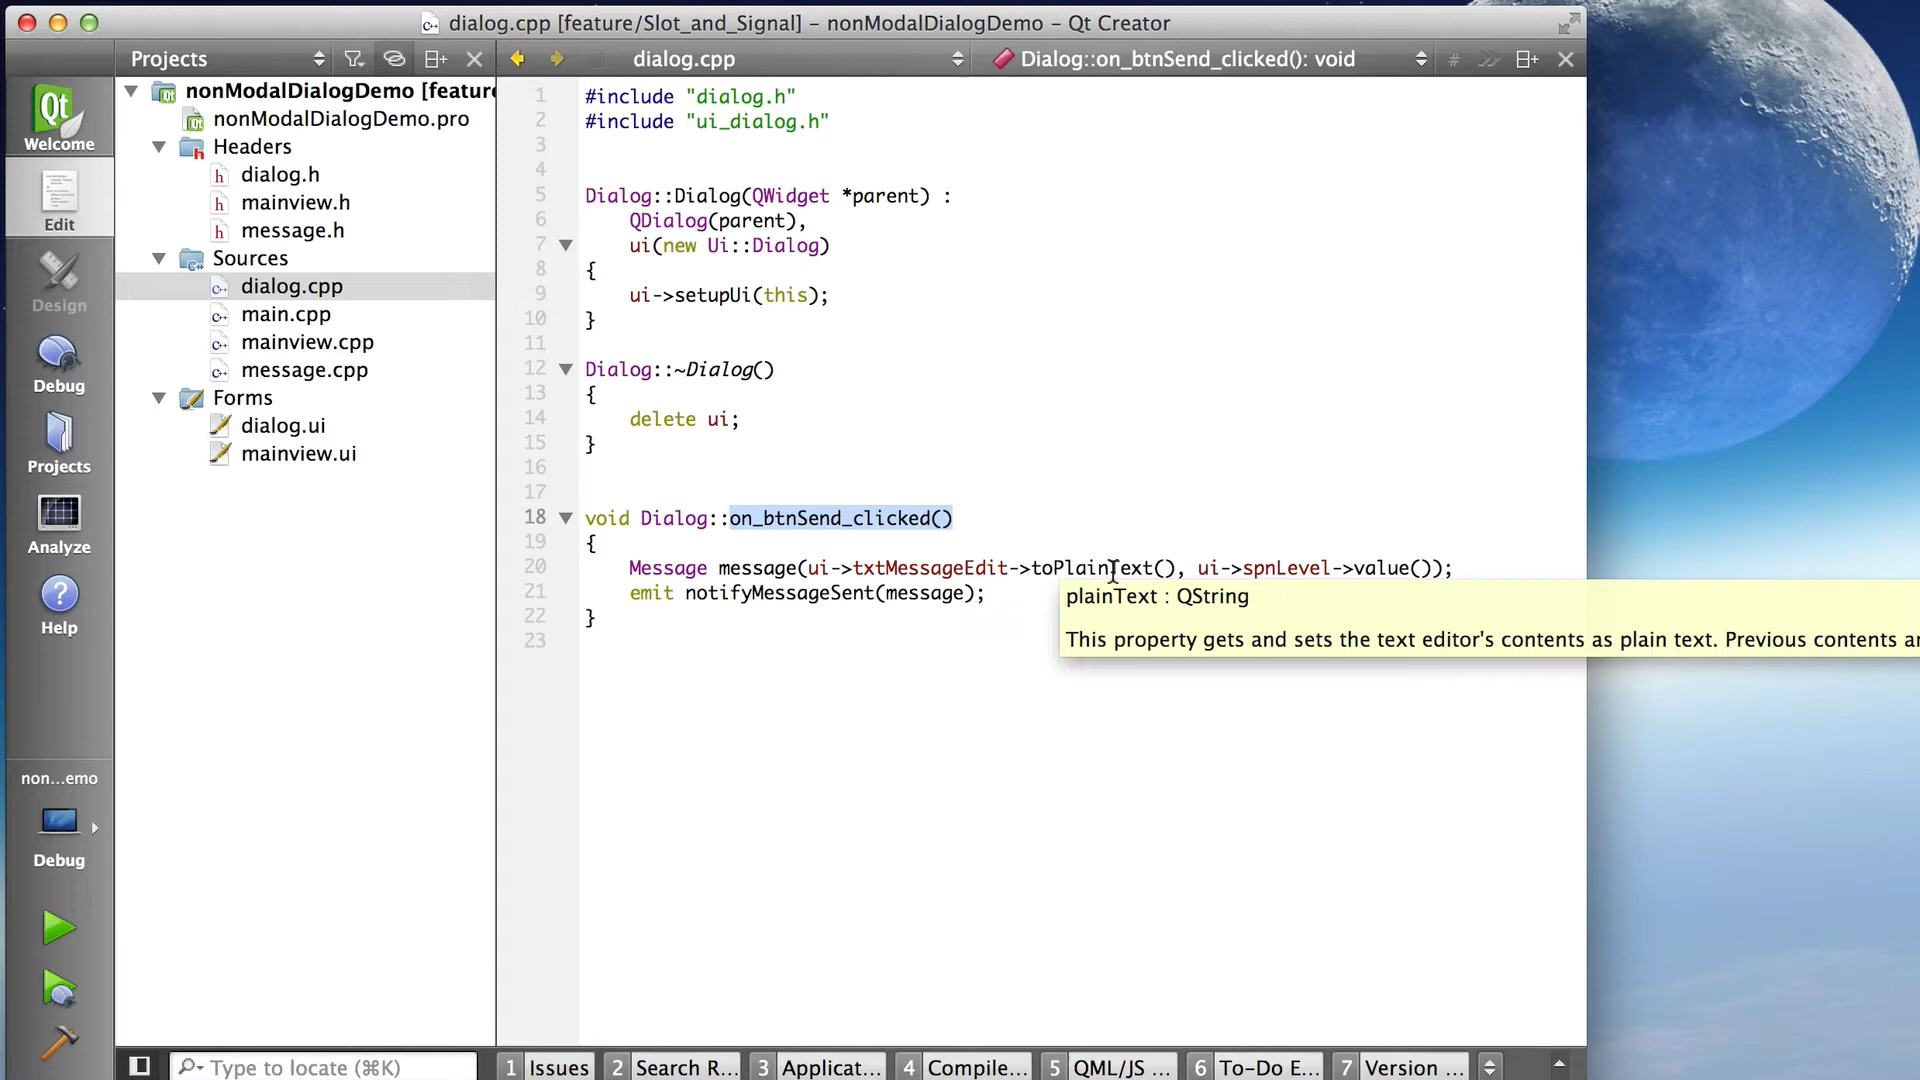 dialog.cpp [feature/Slot_and_Signal] – nonModalDialogDemo – Qt Creator
Projects
dialog.cpp
Dialog::on_btnSend_clicked(): void
#
Welcome
Edit
Design
Debug
Projects
Analyze
Help
non...emo
Debug
nonModalDialogDemo [featur
nonModalDialogDemo.pro
Headers
dialog.h
mainview.h
message.h
Sources
dialog.cpp
main.cpp
mainview.cpp
message.cpp
Forms
dialog.ui
mainview.ui
1 #include "dialog.h"
2 #include "ui_dialog.h"
3
4
5 Dialog::Dialog(QWidget *parent) :
6 QDialog(parent),
7 ui(new Ui::Dialog)
8 {
9 ui->setupUi(this);
10 }
11
12 Dialog::~Dialog()
13 {
14 delete ui;
15 }
16
17
18 void Dialog::on_btnSend_clicked()
19 {
20 Message message(ui->txtMessageEdit->toPlainText(), ui->spnLevel->value());
21 emit notifyMessageSent(message);
22 }
23
plainText : QString
This property gets and sets the text editor's contents as plain text. Previous contents ar
Type to locate (⌘K)
1 Issues
2 Search R...
3 Applicat...
4 Compile...
5 QML/JS ...
6 To-Do E...
7 Version ...